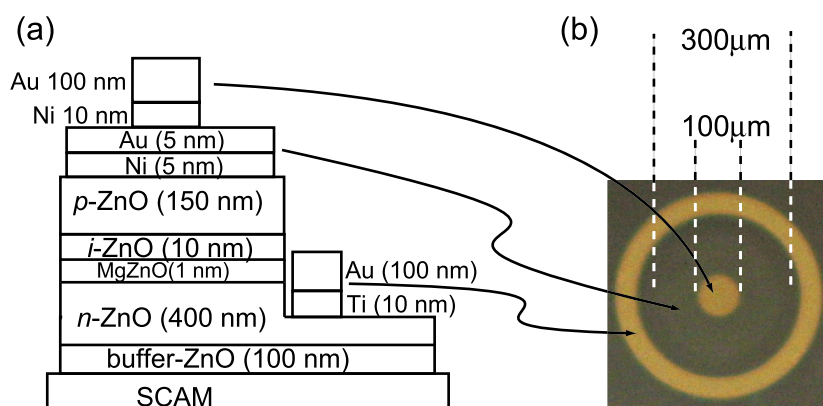 (a)
Au 100 nm
Ni 10 nm
Au (5 nm)
Ni (5 nm)
p-ZnO (150 nm)
i-ZnO (10 nm)
MgZnO(1 nm)
n-ZnO (400 nm)
buffer-ZnO (100 nm)
SCAM
Au (100 nm)
Ti (10 nm)
(b)
300μm
100μm